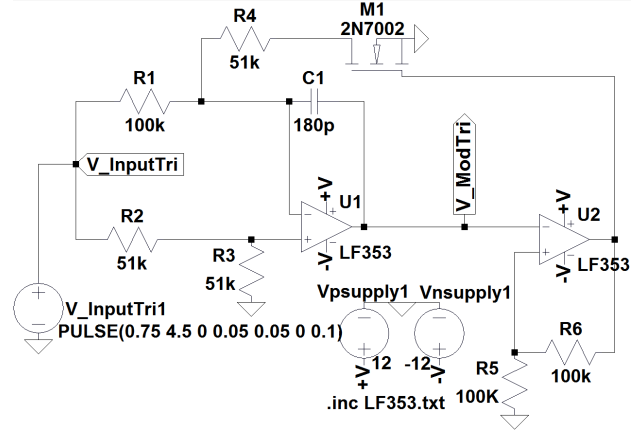 R4
51k
M1
2N7002
R1
100k
C1
180p
V_InputTri
V_ModTri
R2
51k
R3
51k
+V
U1
-V
LF353
+V
U2
-V
LF353
V_InputTri1
PULSE(0.75 4.5 0 0.05 0.05 0 0.1)
Vpsupply1
Vnsupply1
12
-12
+V
-V
.inc LF353.txt
R6
100k
R5
100K